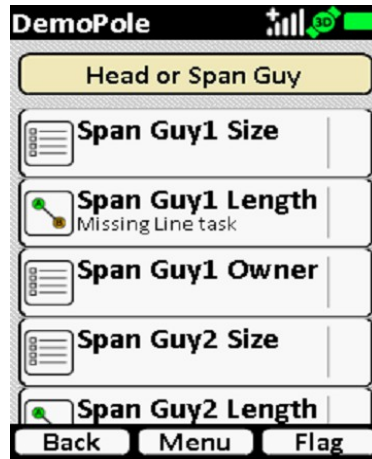 DemoPole
3D
Head or Span Guy
Span Guy1 Size
Span Guy1 Length
Missing Line task
Span Guy1 Owner
Span Guy2 Size
Span Guy2 Length
Back Menu Flag